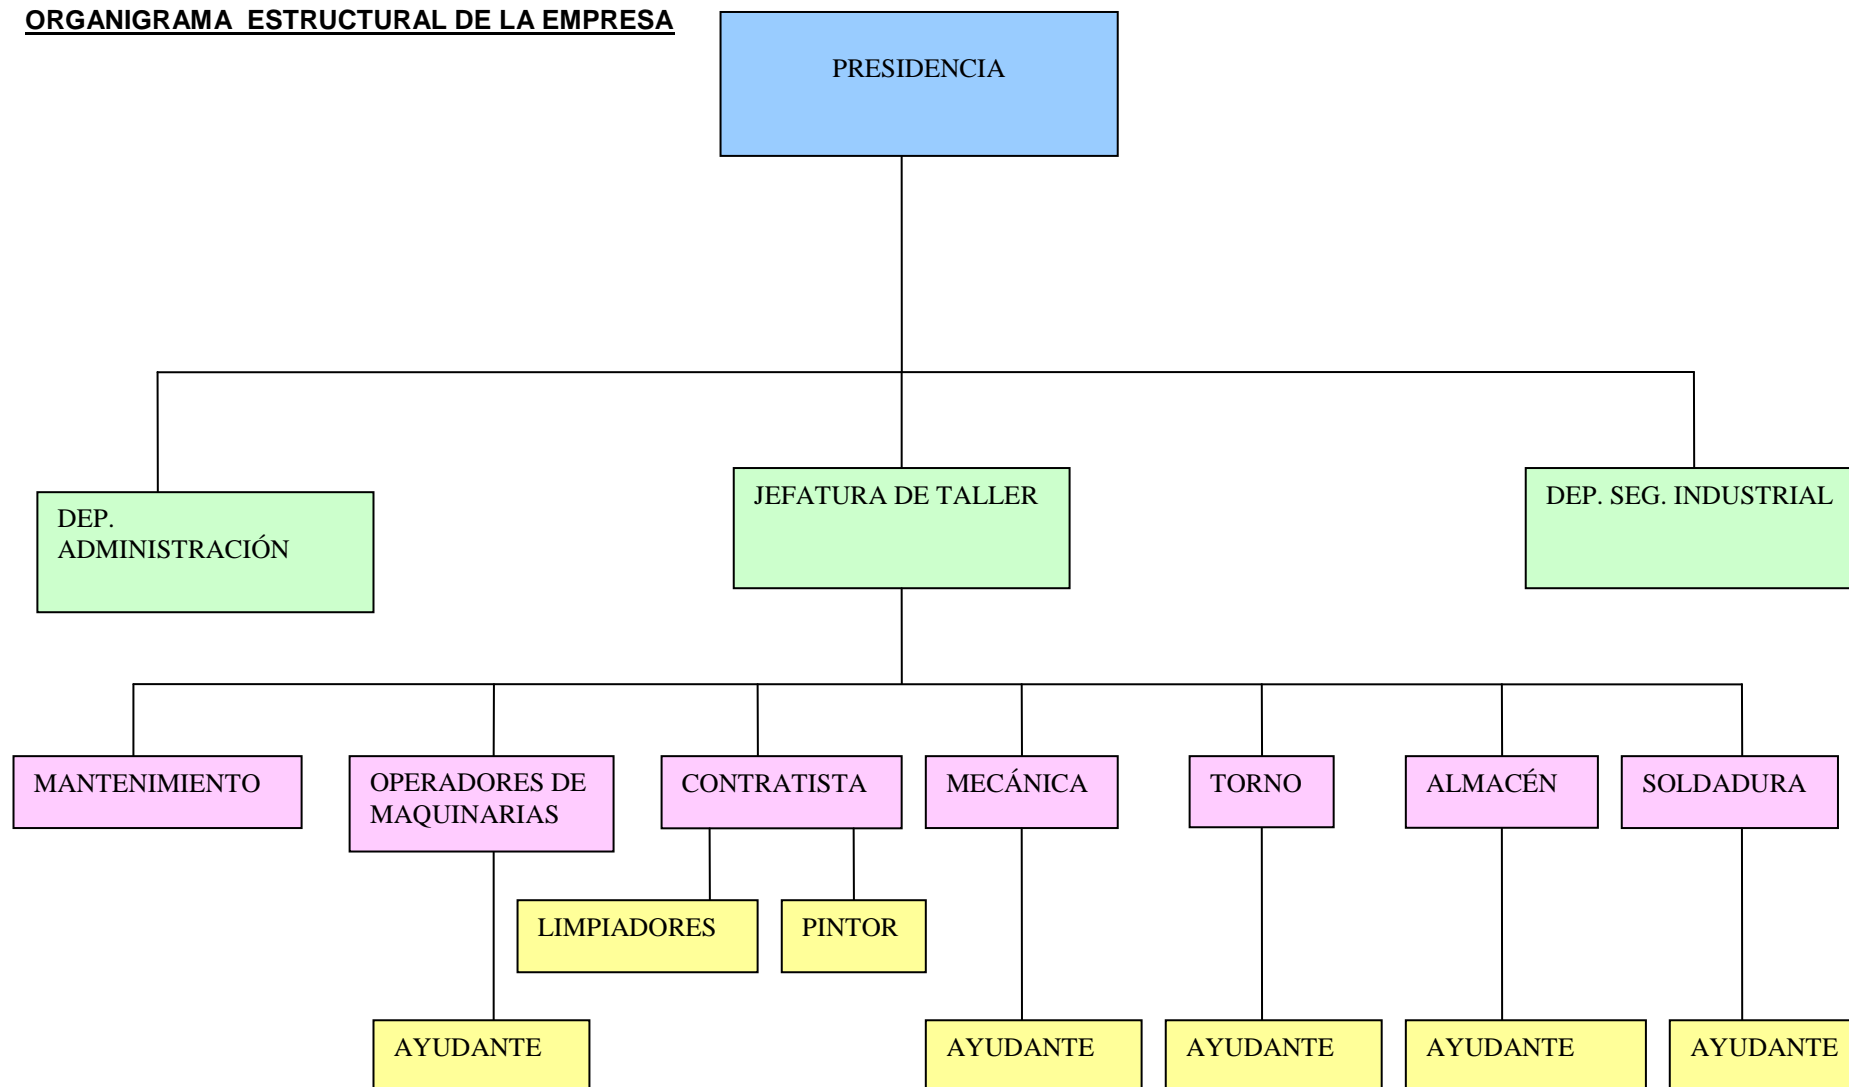 ORGANIGRAMA  ESTRUCTURAL DE LA EMPRESA
PRESIDENCIA
DEP.
ADMINISTRACIÓN
JEFATURA DE TALLER
DEP. SEG. INDUSTRIAL
MANTENIMIENTO
OPERADORES DE
MAQUINARIAS
CONTRATISTA
MECÁNICA
TORNO
ALMACÉN
SOLDADURA
LIMPIADORES
PINTOR
AYUDANTE
AYUDANTE
AYUDANTE
AYUDANTE
AYUDANTE